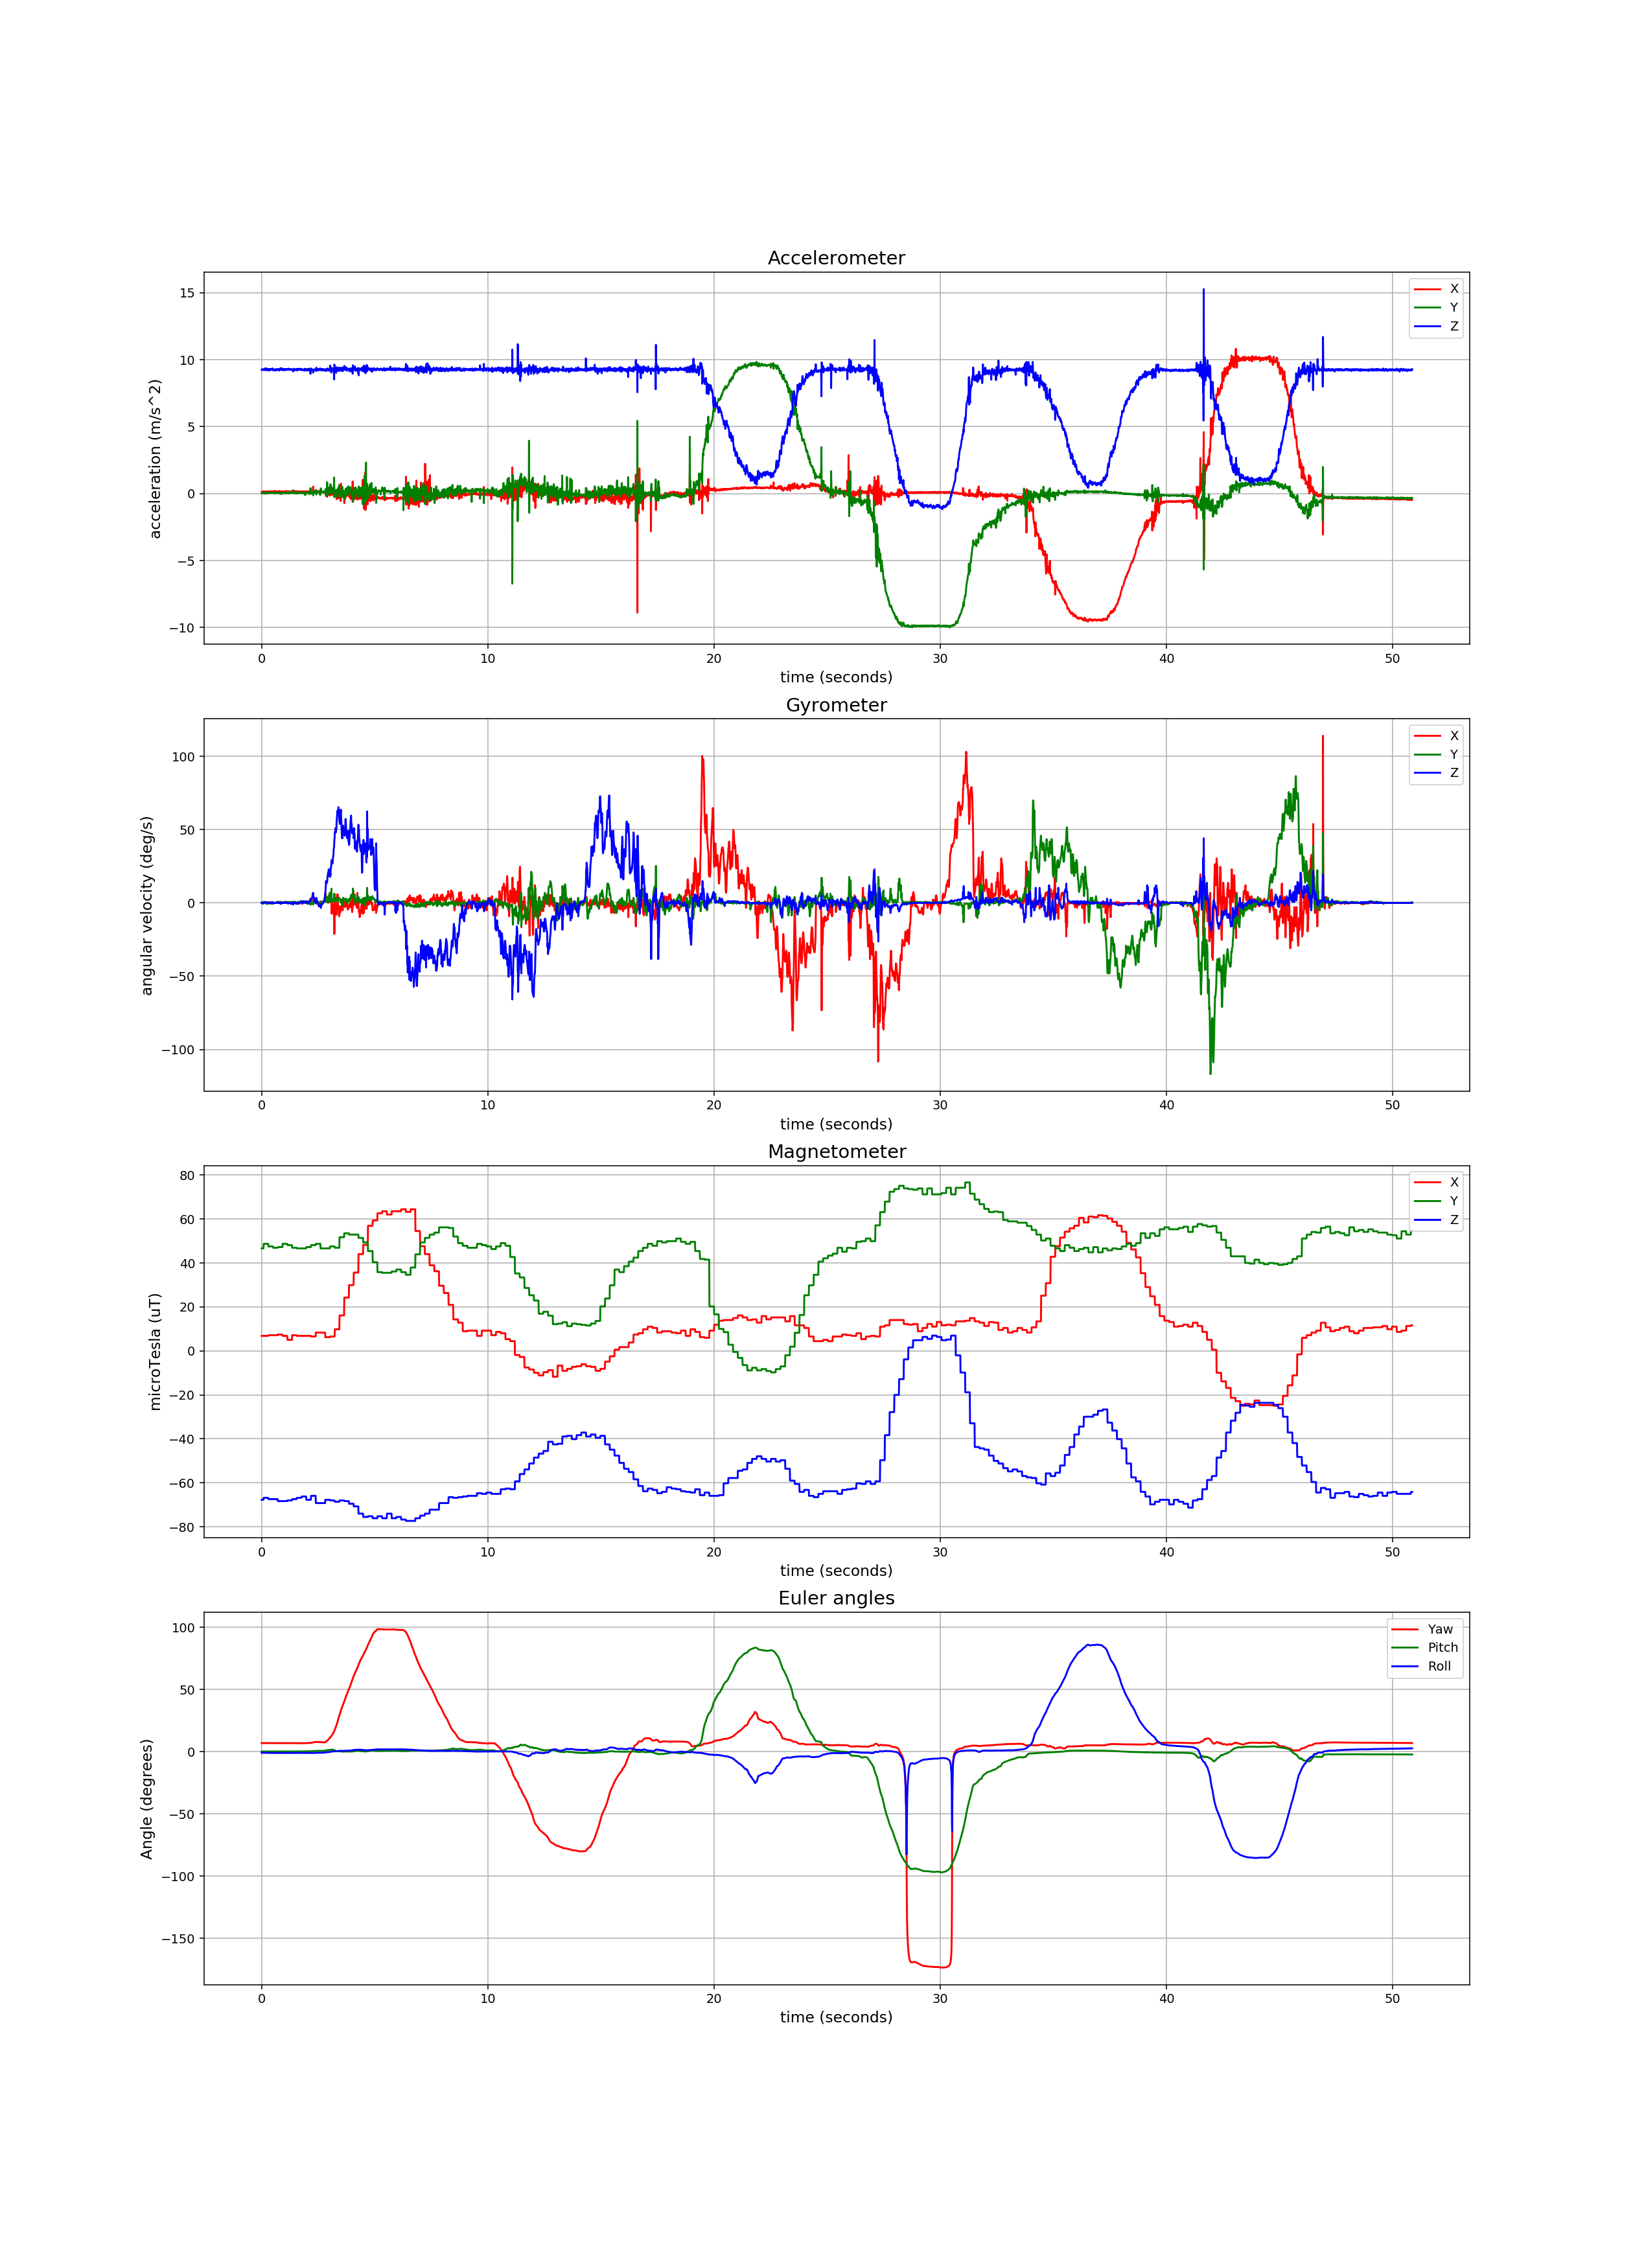 Accelerometer
15
10
5
0
−5
−10
acceleration (m/s^2)
X
Y
Z
0 10 20 30 40 50
time (seconds)
Gyrometer
100
50
0
−50
−100
angular velocity (deg/s)
X
Y
Z
0 10 20 30 40 50
time (seconds)
Magnetometer
80
60
40
20
0
−20
−40
−60
−80
microTesla (uT)
X
Y
Z
0 10 20 30 40 50
time (seconds)
Euler angles
100
50
0
−50
−100
−150
Angle (degrees)
Yaw
Pitch
Roll
0 10 20 30 40 50
time (seconds)